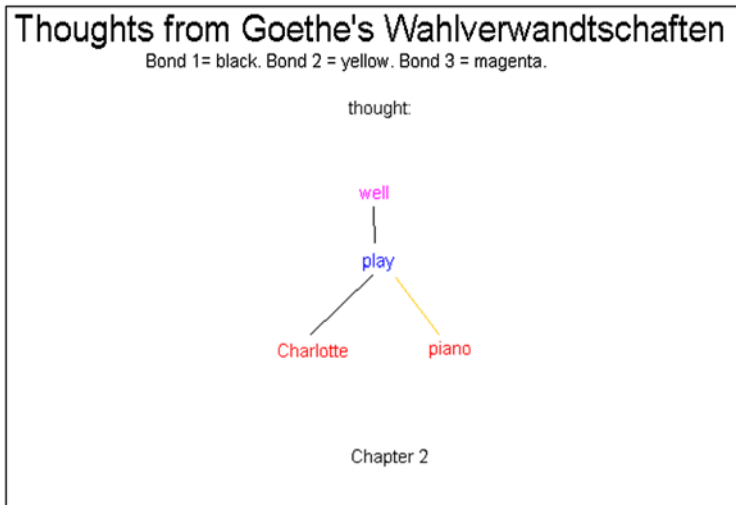 Thoughts from Goethe's Wahlverwandtschaften
Bond 1= black. Bond 2 = yellow. Bond 3 = magenta.
thought:
well
play
Charlotte piano
Chapter 2